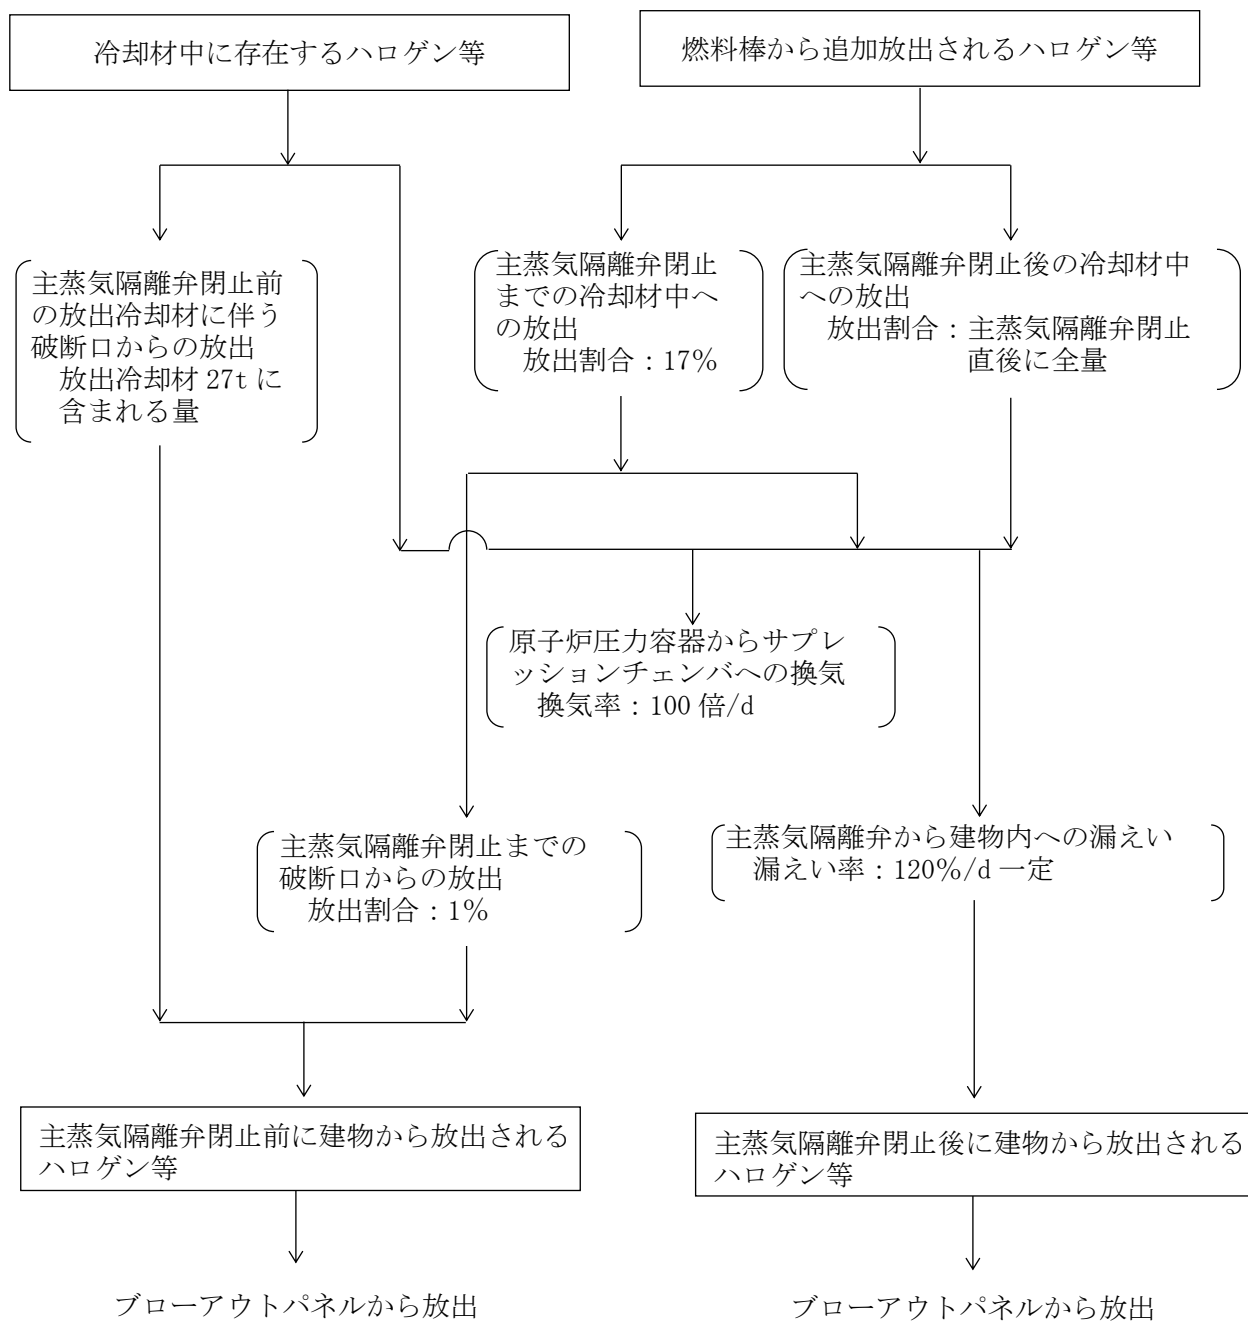 冷却材中に存在するハロゲン等
燃料棒から追加放出されるハロゲン等
主蒸気隔離弁閉止前
の放出冷却材に伴う
破断口からの放出
放出冷却材 27t に
含まれる量
主蒸気隔離弁閉止
までの冷却材中へ
の放出
放出割合：17%
主蒸気隔離弁閉止後の冷却材中
への放出
放出割合：主蒸気隔離弁閉止
直後に全量
原子炉圧力容器からサプレ
ッションチェンバへの換気
換気率：100 倍/d
主蒸気隔離弁閉止までの
破断口からの放出
放出割合：1%
主蒸気隔離弁から建物内への漏えい
漏えい率：120%/d 一定
主蒸気隔離弁閉止前に建物から放出される
ハロゲン等
主蒸気隔離弁閉止後に建物から放出される
ハロゲン等
ブローアウトパネルから放出
ブローアウトパネルから放出